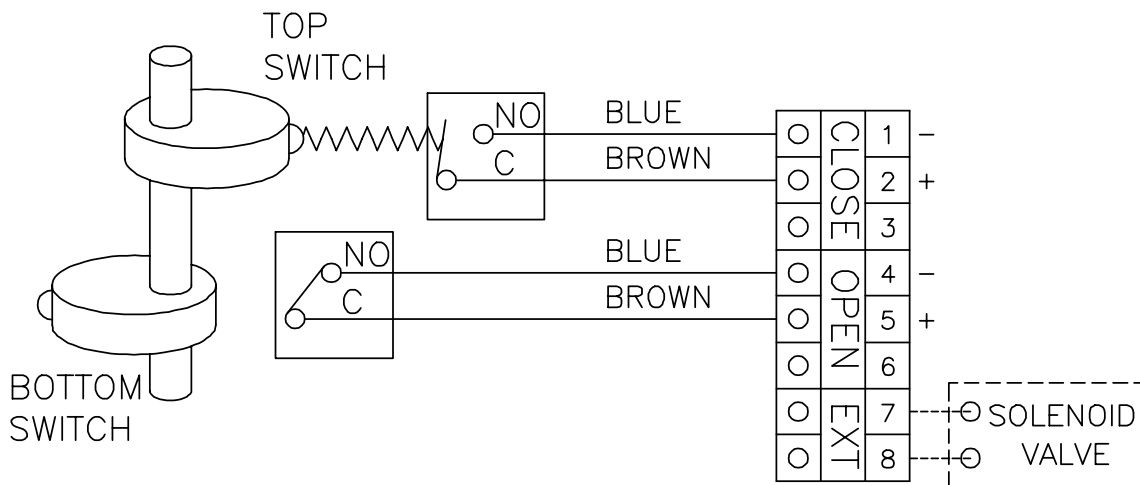 TOP
SWITCH
NO
C
BLUE
BROWN
NO
C
BLUE
BROWN
BOTTOM
SWITCH
CLOSE
OPEN
EXT
1 −
2 +
3
4 −
5 +
6
7
8
SOLENOID
VALVE